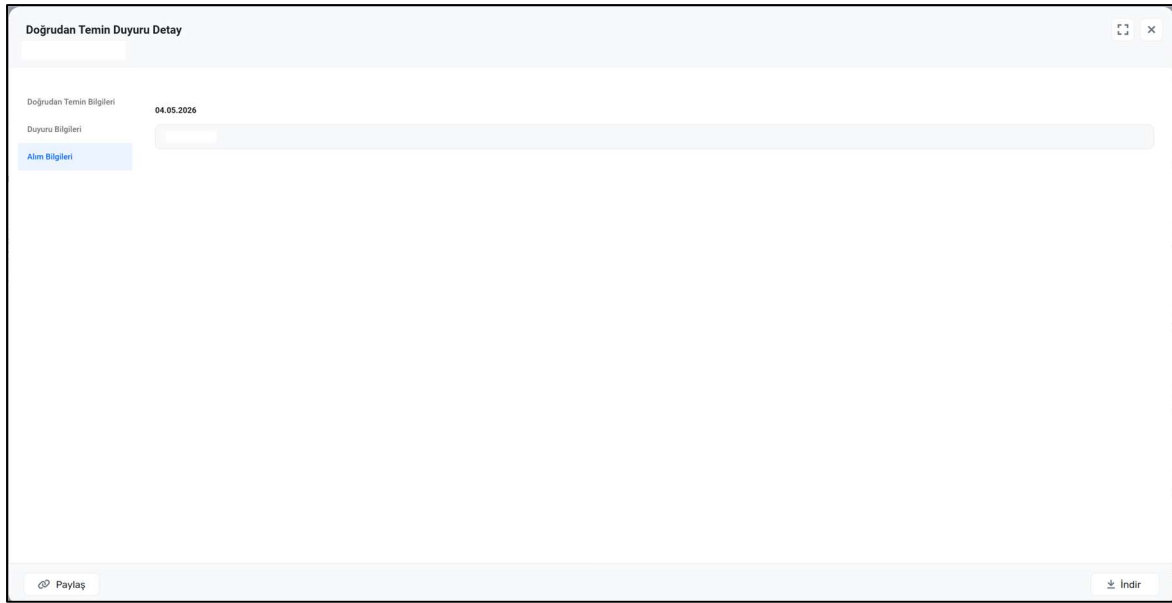 Doğrudan Temin Duyuru Detay
Doğrudan Temin Bilgileri
Duyuru Bilgileri
Alım Bilgileri
04.05.2026
Paylaş
İndir